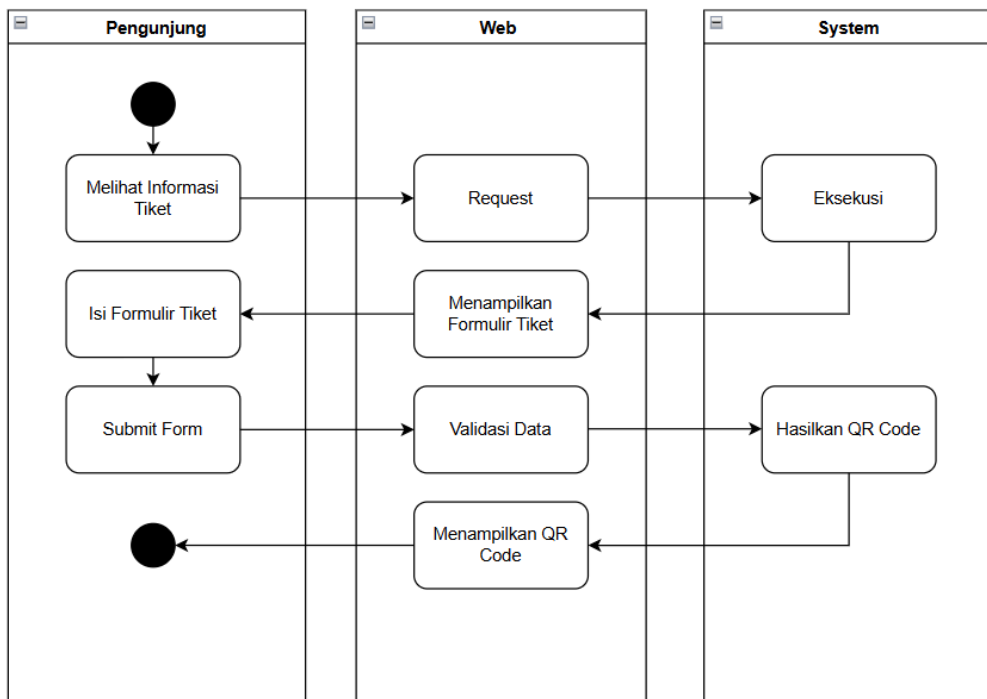 Pengunjung
Web
System
Melihat Informasi
Tiket
Request
Eksekusi
Isi Formulir Tiket
Menampilkan
Formulir Tiket
Submit Form
Validasi Data
Hasilkan QR Code
Menampilkan QR
Code